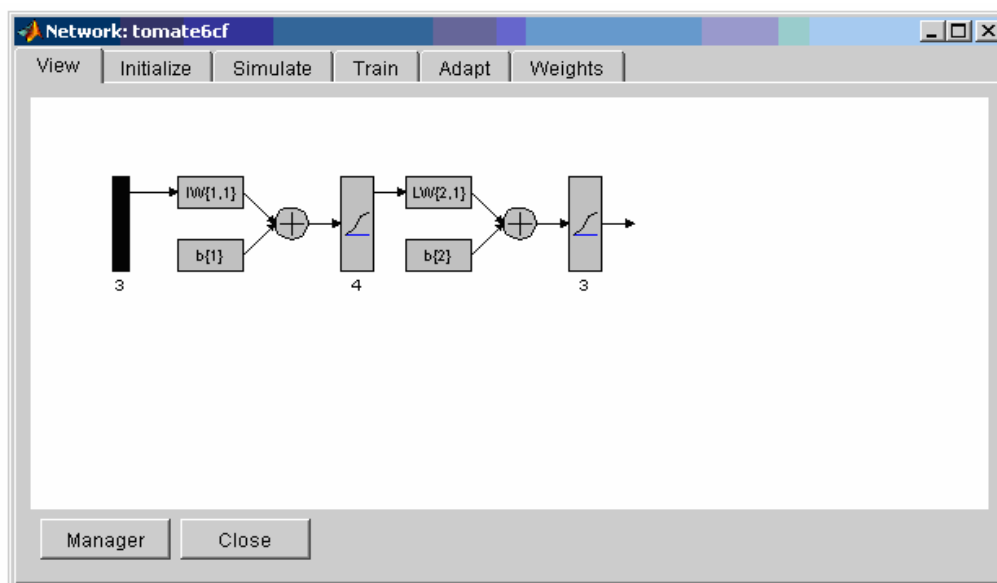 Network: tomate6cf
View Initialize Simulate Train Adapt Weights
IW{1,1} LW{2,1}
b{1} b{2}
3 4 3
Manager Close